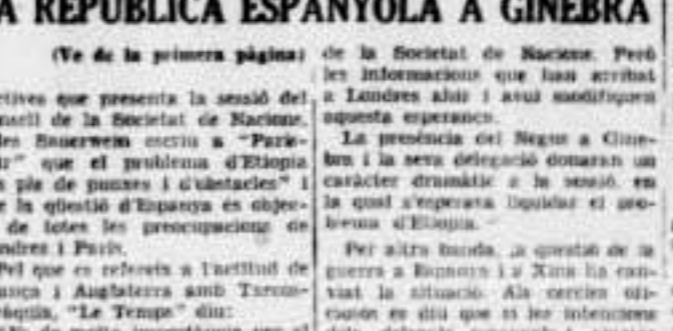 A REPÚBLICA ESPANYOLA A GINEBRA
(Ve de la primera pàgina)
ctives que presenta la sessió del
nsell de la Societat de Nacions.
les Sauerwein escriu a "Paris-
ir" que el problema d'Etiopia
s ple de punxes i d'obstacles" i
e la qüestió d'Espanya és objec-
de totes les preocupacions de
ondres i París.
Pel que es refereix a l'actitud de
ança i Anglaterra amb
"Le Temps" diu:
de la Societat de Nacions. Però
les informacions que han arribat
a Londres ahir i avui modifiquen
aquesta esperança.
La presència del Negus a Gine-
bra i la seva delegació donaran un
caràcter dramàtic a la sessió, en
la qual s'esperava liquidar el pro-
blema d'Etiopia.
Per altra banda, la qüestió de la
guerra a Espanya i a Xina ha can-
viat la situació. Als cercles ofi-
es diu que si les intencions